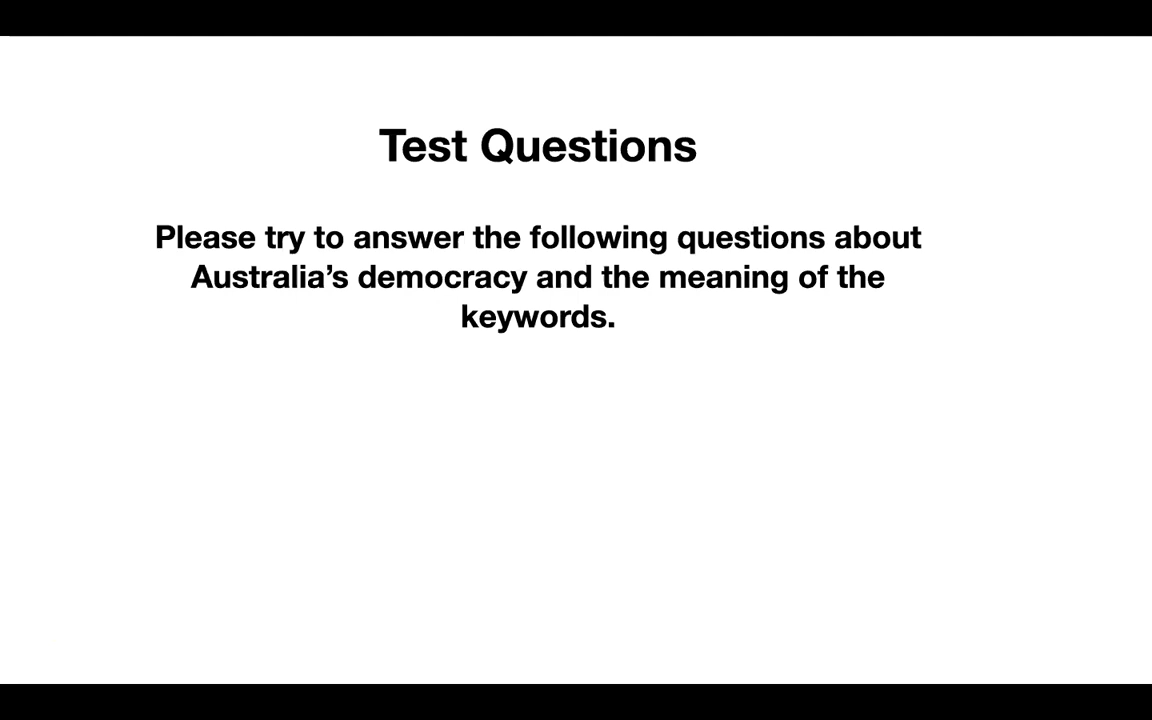 Test Questions
Please try to answer the following questions about
Australia’s democracy and the meaning of the
keywords.